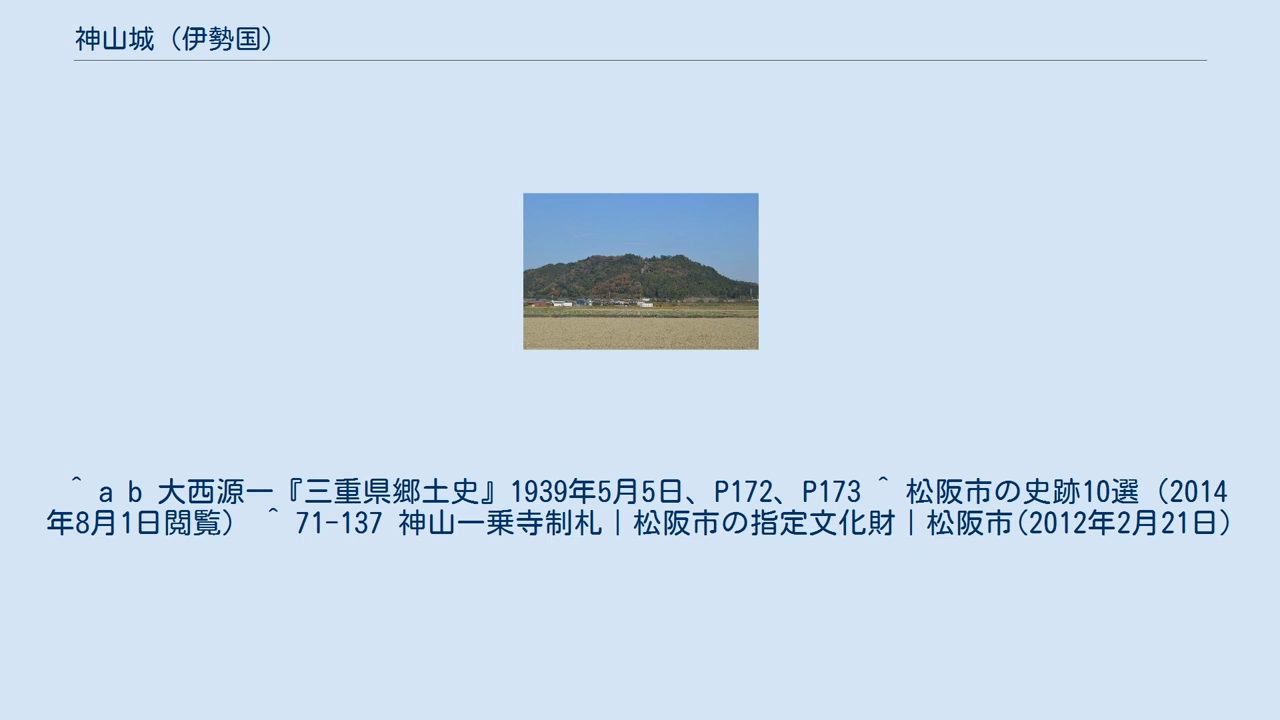 神山城（伊勢国）
＾ a b 大西源一『三重県郷土史』1939年5月5日、P172、P173 ＾ 松阪市の史跡10選（2014
年8月1日閲覧） ＾ 71-137 神山一乗寺制札｜松阪市の指定文化財｜松阪市(2012年2月21日)